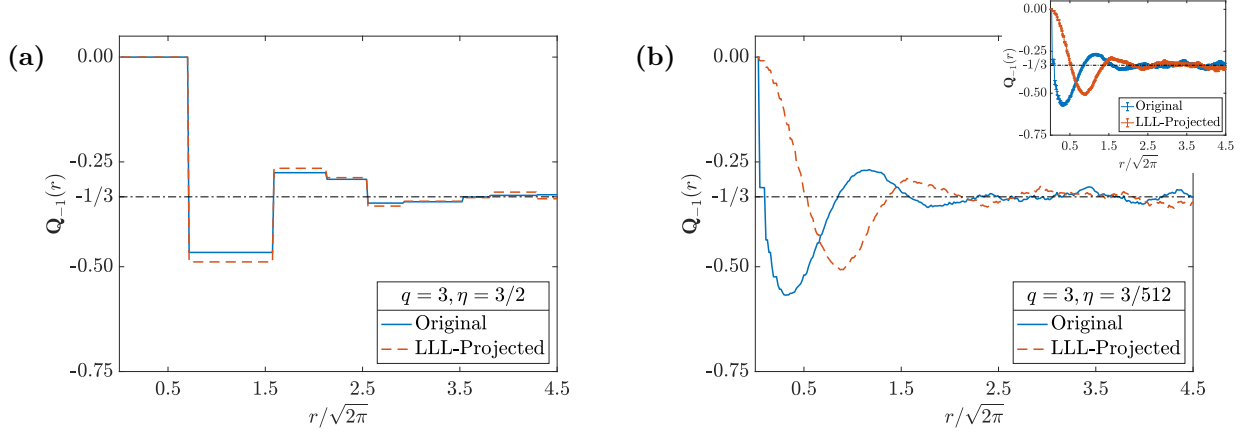 (a)
0.00
-0.25
-1/3
-0.50
-0.75
Q₋₁(r)
0.5 1.5 2.5 3.5 4.5
r/√2π
q = 3, η = 3/2
Original
LLL-Projected
(b)
0.00
-0.25
-1/3
-0.50
-0.75
Q₋₁(r)
0.5 1.5 2.5 3.5 4.5
r/√2π
q = 3, η = 3/512
Original
LLL-Projected
0.00
-0.25
-1/3
-0.50
-0.75
Q₋₁(r)
0.5 1.5 2.5 3.5 4.5
r/√2π
Original
LLL-Projected